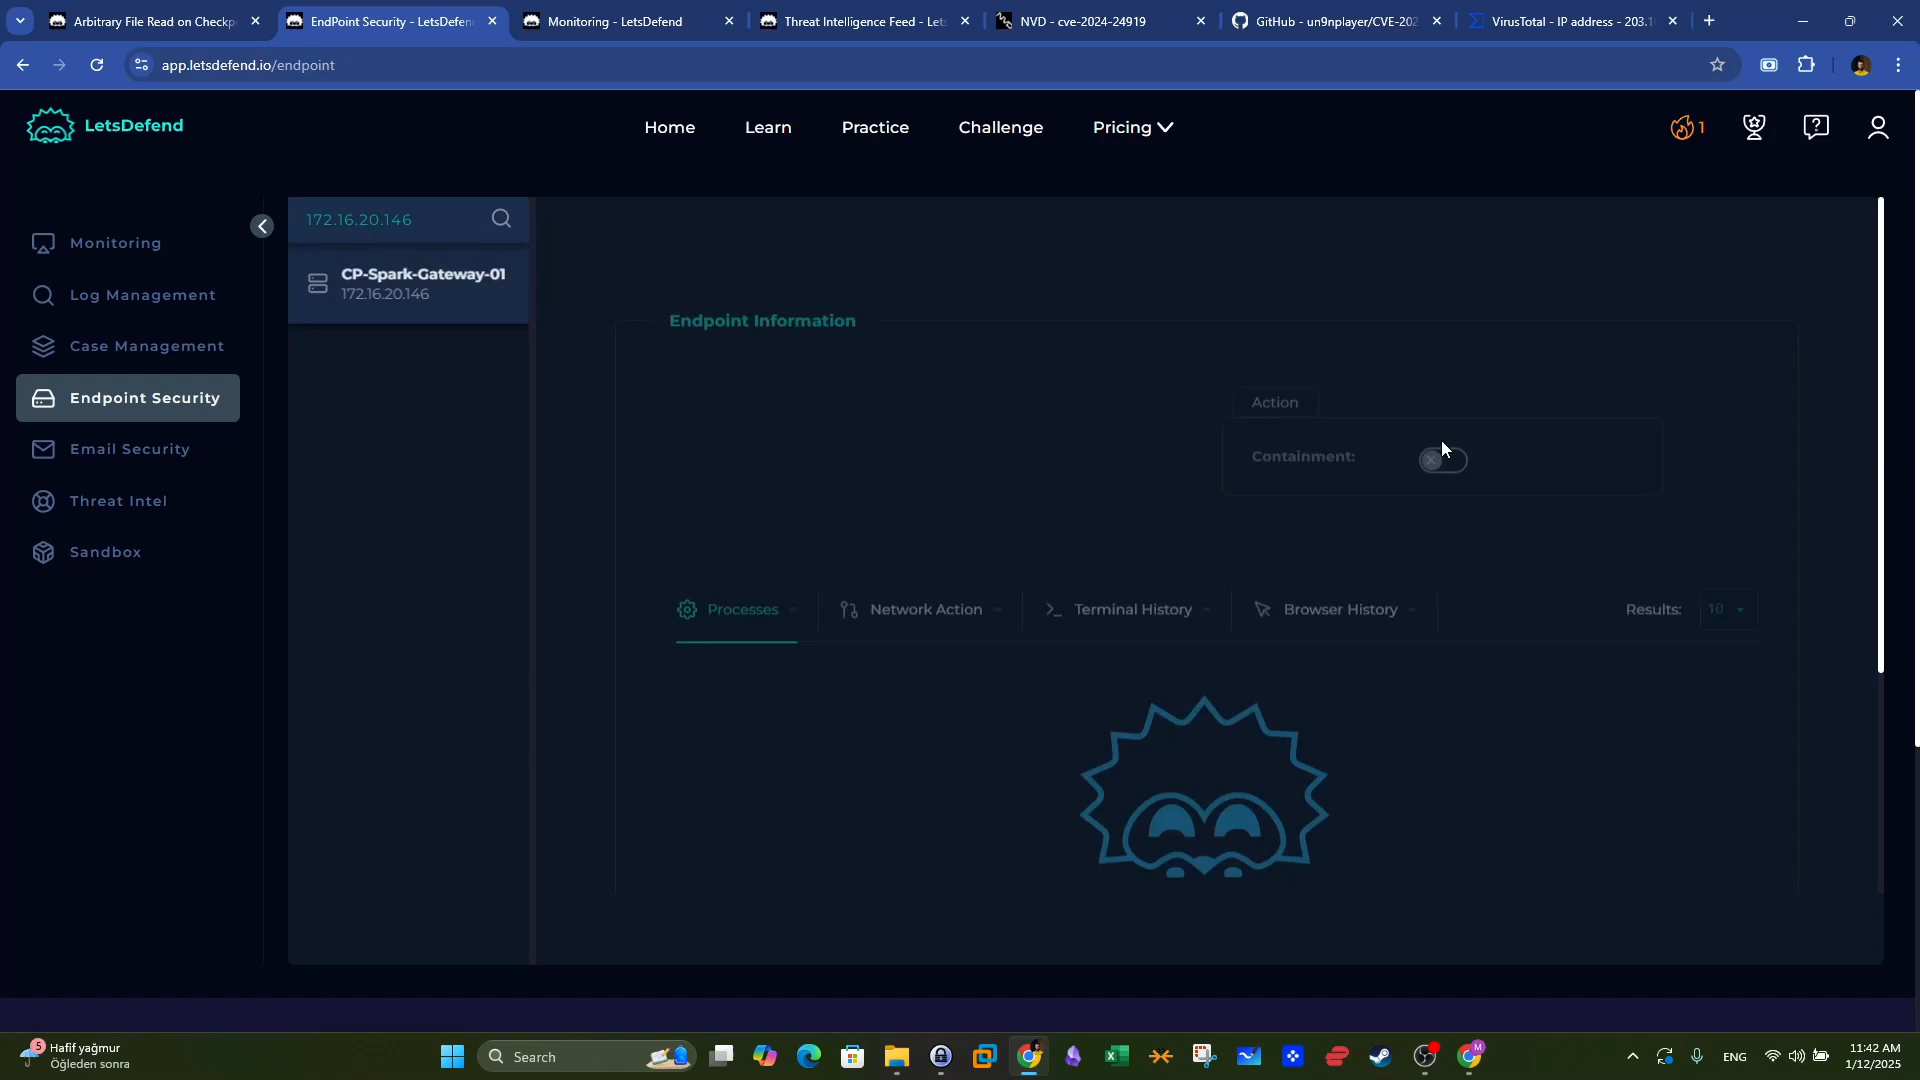 Arbitrary File Read on Checkp
EndPoint Security - LetsDefen
Monitoring - LetsDefend
Threat Intelligence Feed - Let
NVD - cve-2024-24919
GitHub - un9nplayer/CVE-202
VirusTotal - IP address - 203.1
app.letsdefend.io/endpoint
LetsDefend
Home
Learn
Practice
Challenge
Pricing
1
Monitoring
Log Management
Case Management
Endpoint Security
Email Security
Threat Intel
Sandbox
172.16.20.146
CP-Spark-Gateway-01
172.16.20.146
Endpoint Information
Action
Containment:
Processes -
Network Action -
Terminal History -
Browser History -
Results: 10
5
Hafif yağmur
Öğleden sonra
Search
M
ENG
11:42 AM
1/12/2025